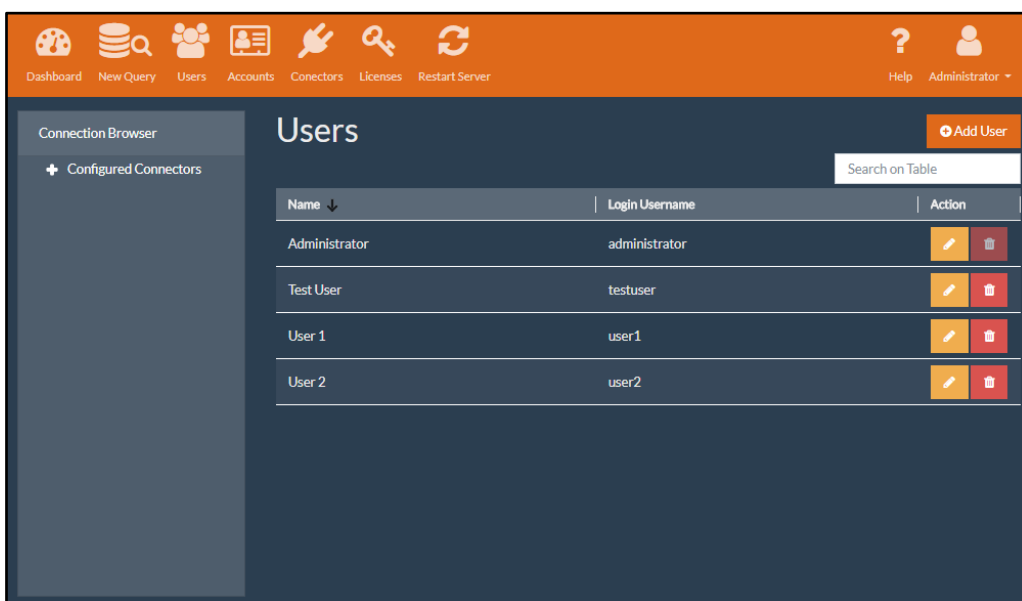 Dashboard New Query Users Accounts Conectors Licenses Restart Server Help Administrator
Connection Browser
Configured Connectors
Users
Add User
Search on Table
Name Login Username Action
Administrator administrator
Test User testuser
User 1 user1
User 2 user2